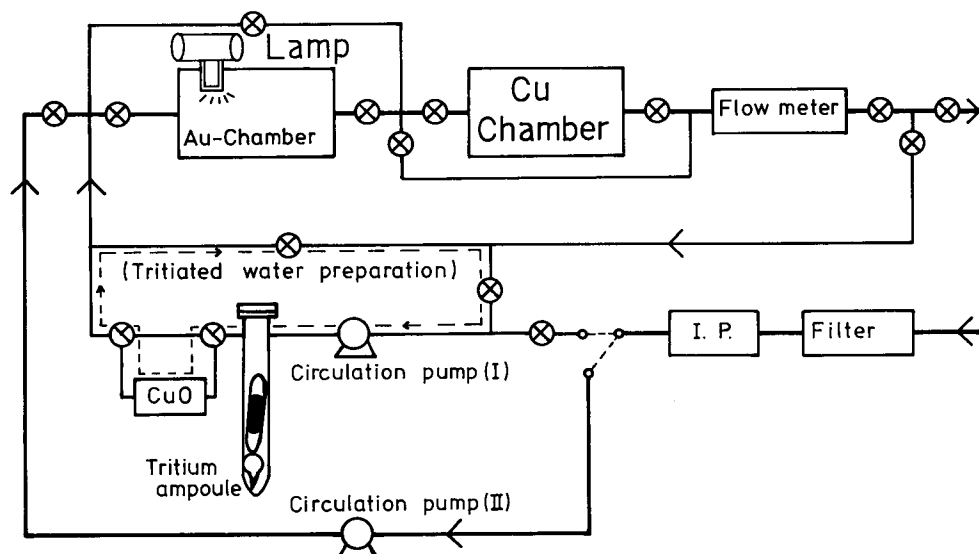 Lamp
Au-Chamber
Cu
Chamber
Flow meter
(Tritiated water preparation)
CuO
Circulation pump (I)
I. P.
Filter
Tritium
ampoule
Circulation pump (II)